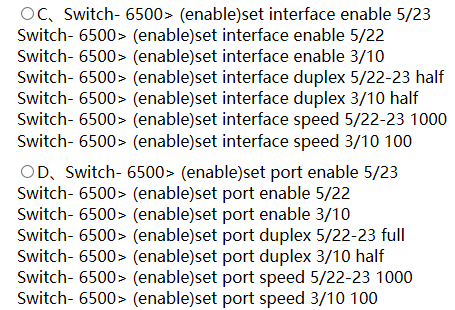 ○C、Switch- 6500> (enable)set interface enable 5/23
Switch- 6500> (enable)set interface enable 5/22
Switch- 6500> (enable)set interface enable 3/10
Switch- 6500> (enable)set interface duplex 5/22-23 half
Switch- 6500> (enable)set interface duplex 3/10 half
Switch- 6500> (enable)set interface speed 5/22-23 1000
Switch- 6500> (enable)set interface speed 3/10 100
○D、Switch- 6500> (enable)set port enable 5/23
Switch- 6500> (enable)set port enable 5/22
Switch- 6500> (enable)set port enable 3/10
Switch- 6500> (enable)set port duplex 5/22-23 full
Switch- 6500> (enable)set port duplex 3/10 half
Switch- 6500> (enable)set port speed 5/22-23 1000
Switch- 6500> (enable)set port speed 3/10 100